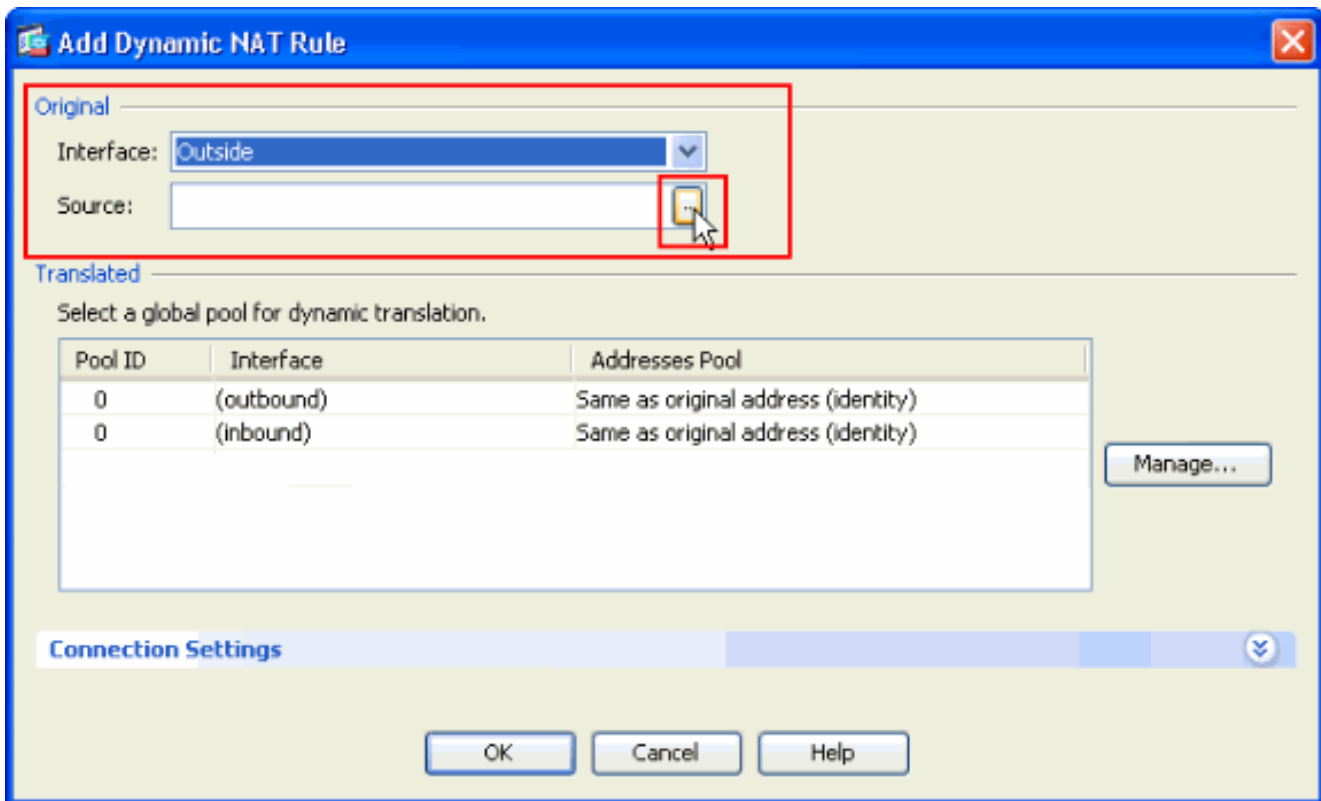 Add Dynamic NAT Rule
Original
Interface: Outside
Source: ...
Translated
Select a global pool for dynamic translation.
Pool ID Interface Addresses Pool
0 (outbound) Same as original address (identity)
0 (inbound) Same as original address (identity)
Manage...
Connection Settings
OK Cancel Help